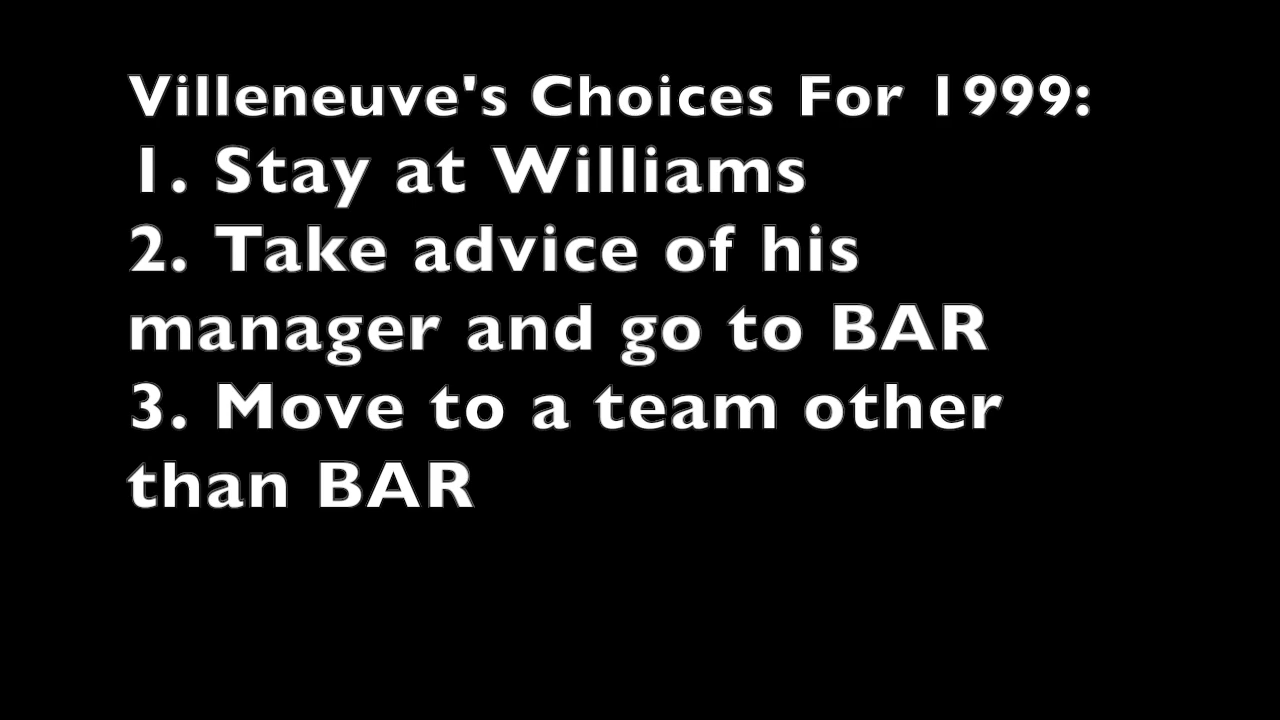 Villeneuve's Choices For 1999:
1. Stay at Williams
2. Take advice of his
manager and go to BAR
3. Move to a team other
than BAR